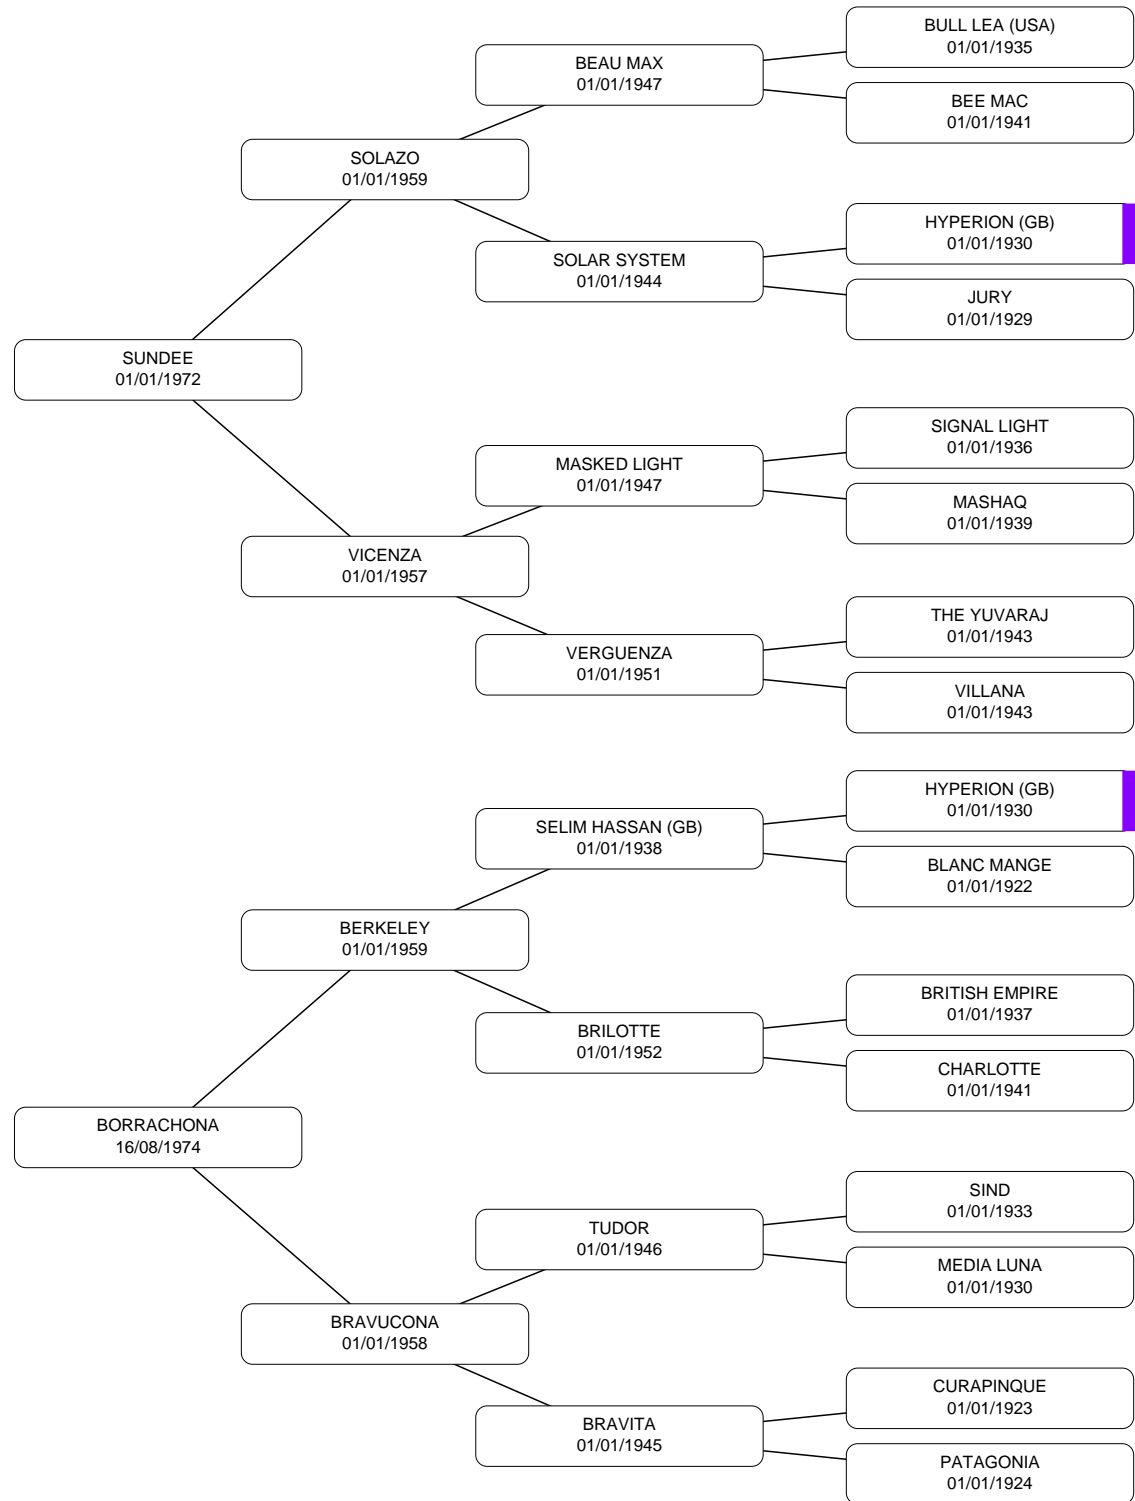 BULL LEA (USA)
01/01/1935
BEAU MAX
01/01/1947
BEE MAC
01/01/1941
SOLAZO
01/01/1959
HYPERION (GB)
01/01/1930
SOLAR SYSTEM
01/01/1944
JURY
01/01/1929
SUNDEE
01/01/1972
SIGNAL LIGHT
01/01/1936
MASKED LIGHT
01/01/1947
MASHAQ
01/01/1939
VICENZA
01/01/1957
THE YUVARAJ
01/01/1943
VERGUENZA
01/01/1951
VILLANA
01/01/1943
HYPERION (GB)
01/01/1930
SELIM HASSAN (GB)
01/01/1938
BLANC MANGE
01/01/1922
BERKELEY
01/01/1959
BRITISH EMPIRE
01/01/1937
BRILOTTE
01/01/1952
CHARLOTTE
01/01/1941
BORRACHONA
16/08/1974
SIND
01/01/1933
TUDOR
01/01/1946
MEDIA LUNA
01/01/1930
BRAVUCONA
01/01/1958
CURAPINQUE
01/01/1923
BRAVITA
01/01/1945
PATAGONIA
01/01/1924